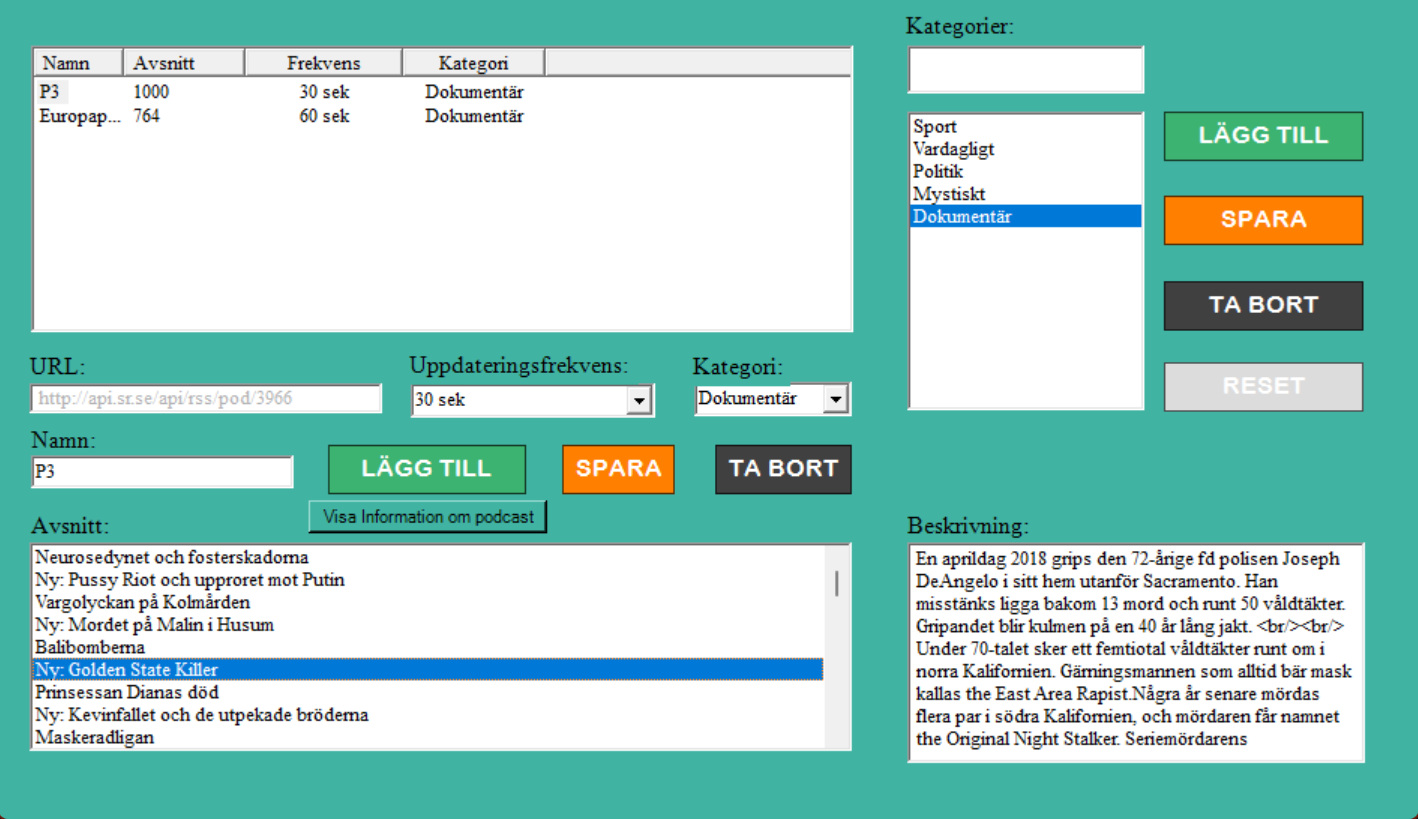 Kategorier:
Namn Avsnitt Frekvens Kategori
P3 1000 30 sek Dokumentär
Europap... 764 60 sek Dokumentär
Sport
Vardagligt
Politik
Mystiskt
Dokumentär
LÄGG TILL
SPARA
TA BORT
RESET
URL: Uppdateringsfrekvens: Kategori:
http://api.sr.se/api/rss/pod/3966 30 sek Dokumentär
Namn:
P3 LÄGG TILL SPARA TA BORT
Visa Information om podcast
Avsnitt:
Neurosedynet och fosterskadorna
Ny: Pussy Riot och upproret mot Putin
Vargolyckan på Kolmården
Ny: Mordet på Malin i Husum
Balibomberna
Ny: Golden State Killer
Prinsessan Dianas död
Ny: Kevinfallet och de utpekade bröderna
Maskeradligan
Beskrivning:
En aprildag 2018 grips den 72-årige fd polisen Joseph
DeAngelo i sitt hem utanför Sacramento. Han
misstänks ligga bakom 13 mord och runt 50 våldtäkter.
Gripandet blir kulmen på en 40 år lång jakt. <br/><br/>
Under 70-talet sker ett femtiotal våldtäkter runt om i
norra Kalifornien. Gärningsmannen som alltid bär mask
kallas the East Area Rapist.Några år senare mördas
flera par i södra Kalifornien, och mördaren får namnet
the Original Night Stalker. Seriemördarens